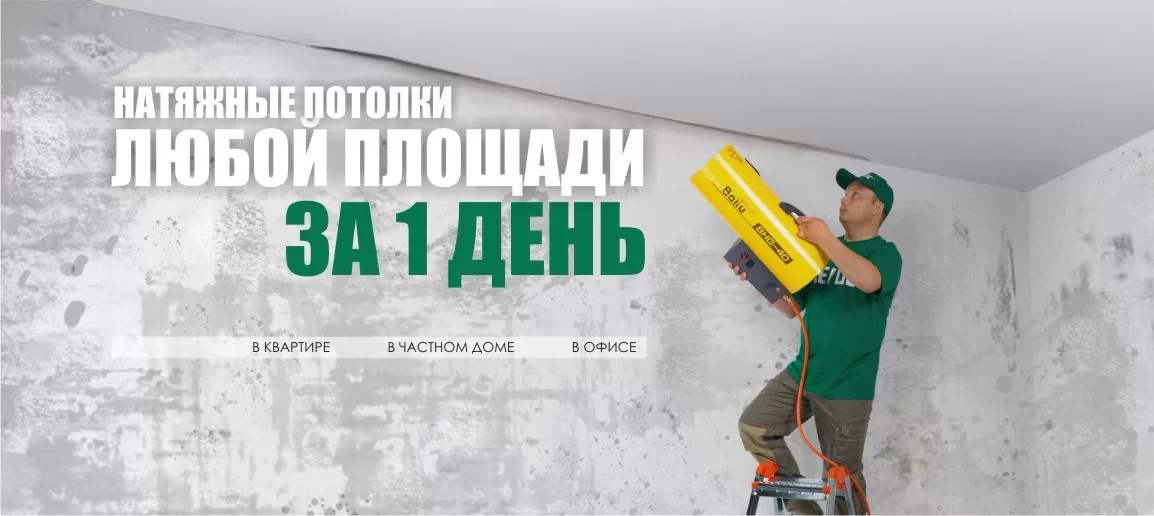 НАТЯЖНЫЕ ПОТОЛКИ
ЛЮБОЙ ПЛОЩАДИ
ЗА 1 ДЕНЬ
В КВАРТИРЕ В ЧАСТНОМ ДОМЕ В ОФИСЕ
Ballu
BHG-40